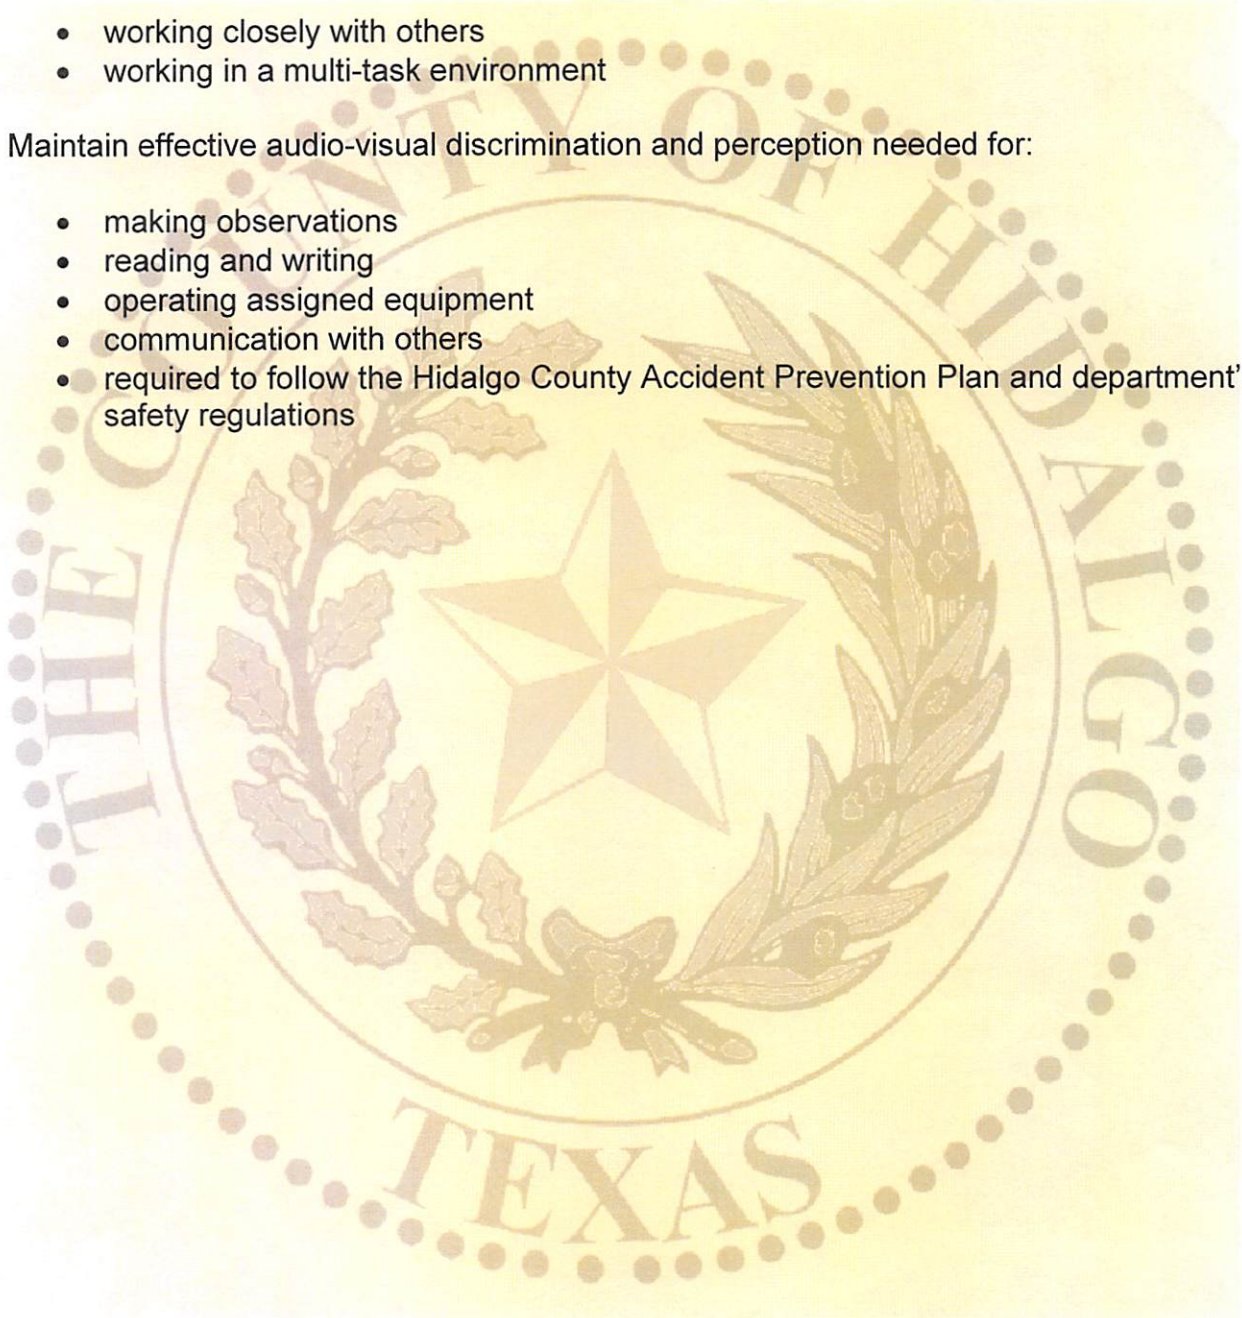 • working closely with others
• working in a multi-task environment
Maintain effective audio-visual discrimination and perception needed for:
• making observations
• reading and writing
• operating assigned equipment
• communication with others
• required to follow the Hidalgo County Accident Prevention Plan and department'
safety regulations
THE COUNTY OF HIDALGO
TEXAS